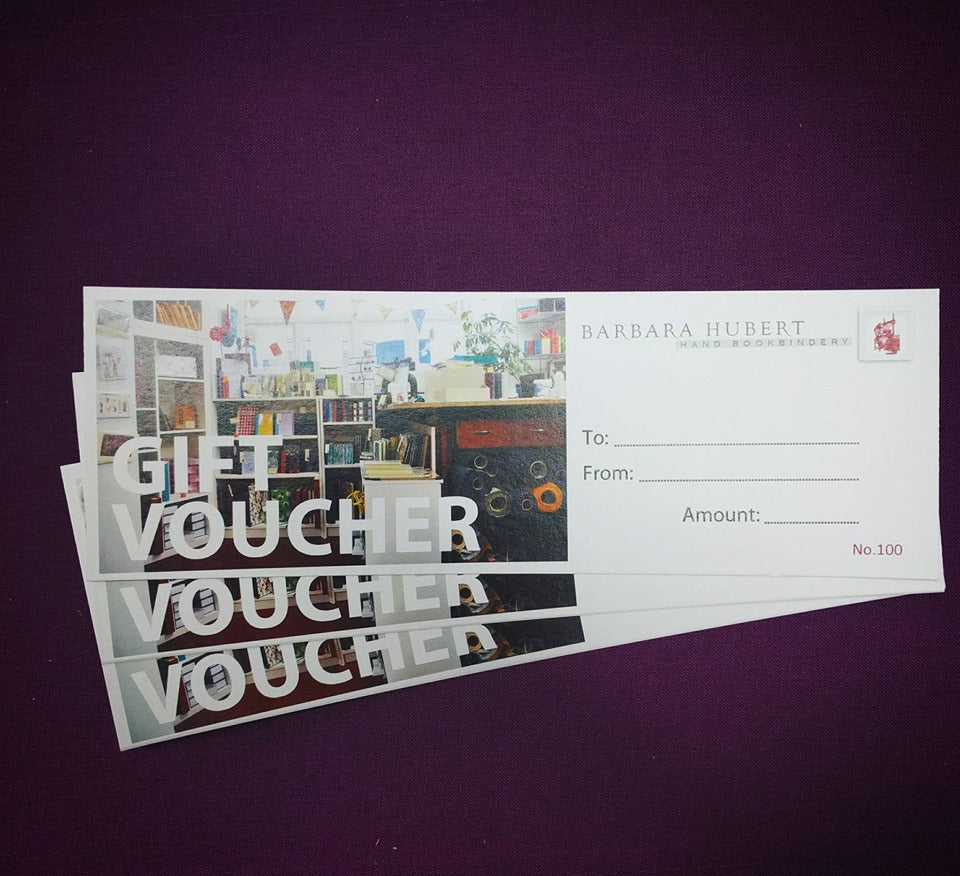 GIFT
VOUCHER
BARBARA HUBERT
HAND BOOKBINDERY
To:
From:
Amount:
No.100
VOUCHER
VOUCHER